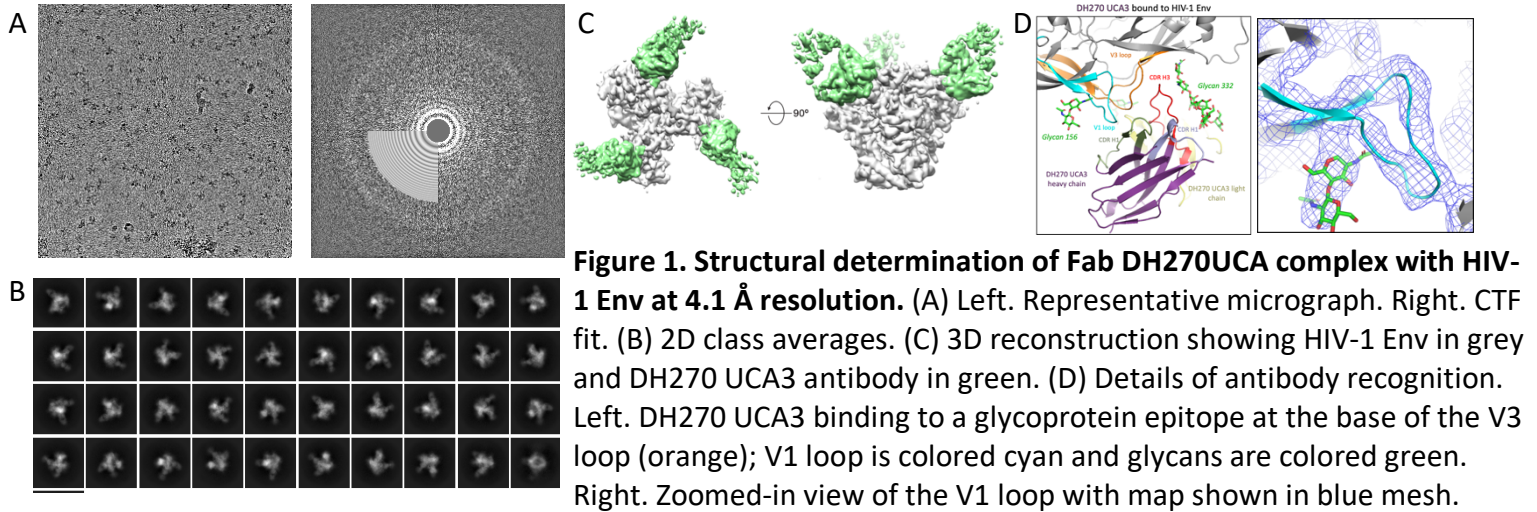 A
B
C
90°
D
DH270 UCA3 bound to HIV-1 Env
V3 loop
CDR H3
Glycan 332
Glycan 156
V1 loop
CDR H1
CDR H1
DH270 UCA3
heavy chain
DH270 UCA3 light
chain
Figure 1. Structural determination of Fab DH270UCA complex with HIV-
1 Env at 4.1 Å resolution. (A) Left. Representative micrograph. Right. CTF
fit. (B) 2D class averages. (C) 3D reconstruction showing HIV-1 Env in grey
and DH270 UCA3 antibody in green. (D) Details of antibody recognition.
Left. DH270 UCA3 binding to a glycoprotein epitope at the base of the V3
loop (orange); V1 loop is colored cyan and glycans are colored green.
Right. Zoomed-in view of the V1 loop with map shown in blue mesh.